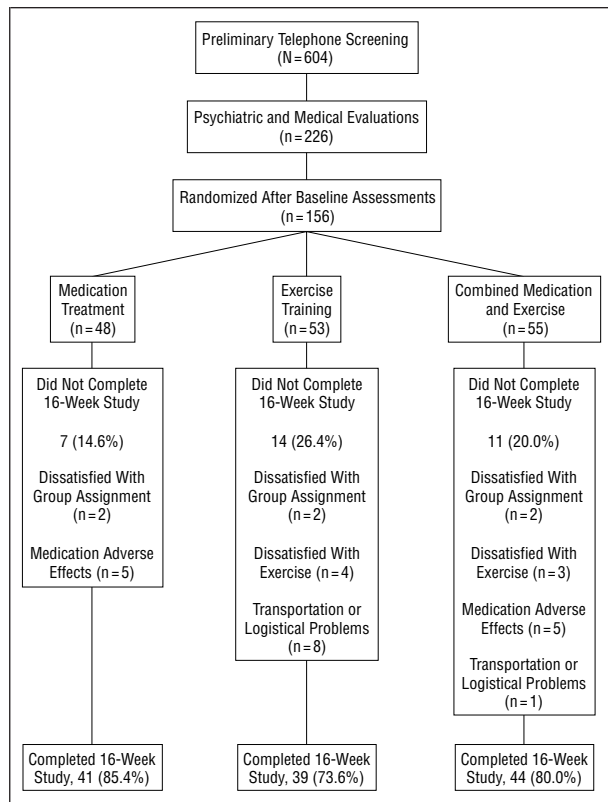 Preliminary Telephone Screening
(N = 604)
Psychiatric and Medical Evaluations
(n = 226)
Randomized After Baseline Assessments
(n = 156)
Medication
Treatment
(n = 48)
Exercise
Training
(n = 53)
Combined Medication
and Exercise
(n = 55)
Did Not Complete
16-Week Study
7 (14.6%)
Dissatisfied With
Group Assignment
(n = 2)
Medication Adverse
Effects (n = 5)
Did Not Complete
16-Week Study
14 (26.4%)
Dissatisfied With
Group Assignment
(n = 2)
Dissatisfied With
Exercise (n = 4)
Transportation or
Logistical Problems
(n = 8)
Did Not Complete
16-Week Study
11 (20.0%)
Dissatisfied With
Group Assignment
(n = 2)
Dissatisfied With
Exercise (n = 3)
Medication Adverse
Effects (n = 5)
Transportation or
Logistical Problems
(n = 1)
Completed 16-Week
Study, 41 (85.4%)
Completed 16-Week
Study, 39 (73.6%)
Completed 16-Week
Study, 44 (80.0%)